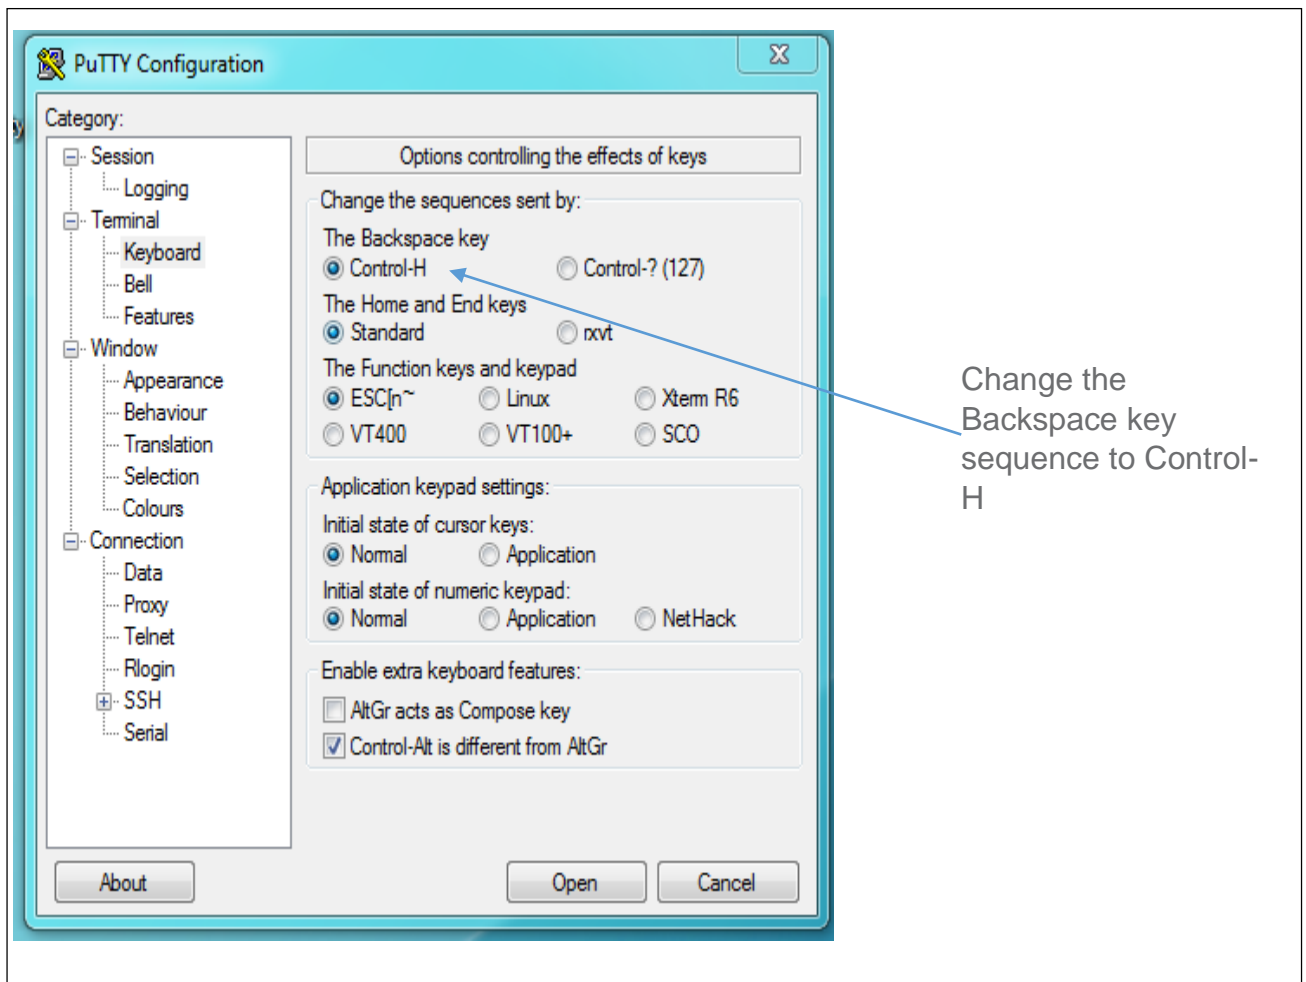 PuTTY Configuration
Category:
Session
Logging
Terminal
Keyboard
Bell
Features
Window
Appearance
Behaviour
Translation
Selection
Colours
Connection
Data
Proxy
Telnet
Rlogin
SSH
Serial
Options controlling the effects of keys
Change the sequences sent by:
The Backspace key
Control-H Control-? (127)
The Home and End keys
Standard rxvt
The Function keys and keypad
ESC[n~ Linux Xterm R6
VT400 VT100+ SCO
Application keypad settings:
Initial state of cursor keys:
Normal Application
Initial state of numeric keypad:
Normal Application NetHack
Enable extra keyboard features:
AltGr acts as Compose key
Control-Alt is different from AltGr
About Open Cancel
Change the
Backspace key
sequence to Control-
H